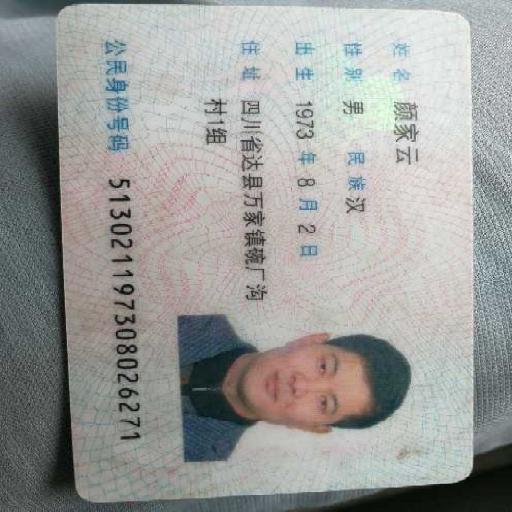 姓名 颜家云
性别 男 民族 汉
出生 1973 年 8 月 2 日
住址 四川省达县万家镇碗厂沟
村1组
公民身份号码 513021197308026271